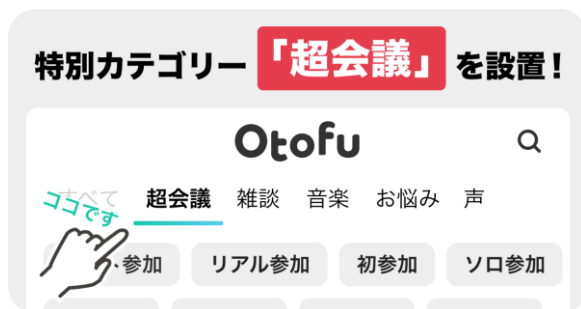 特別カテゴリー「超会議」を設置！
Otofu
すべて 超会議 雑談 音楽 お悩み 声
ココです
ト参加 リアル参加 初参加 ソロ参加